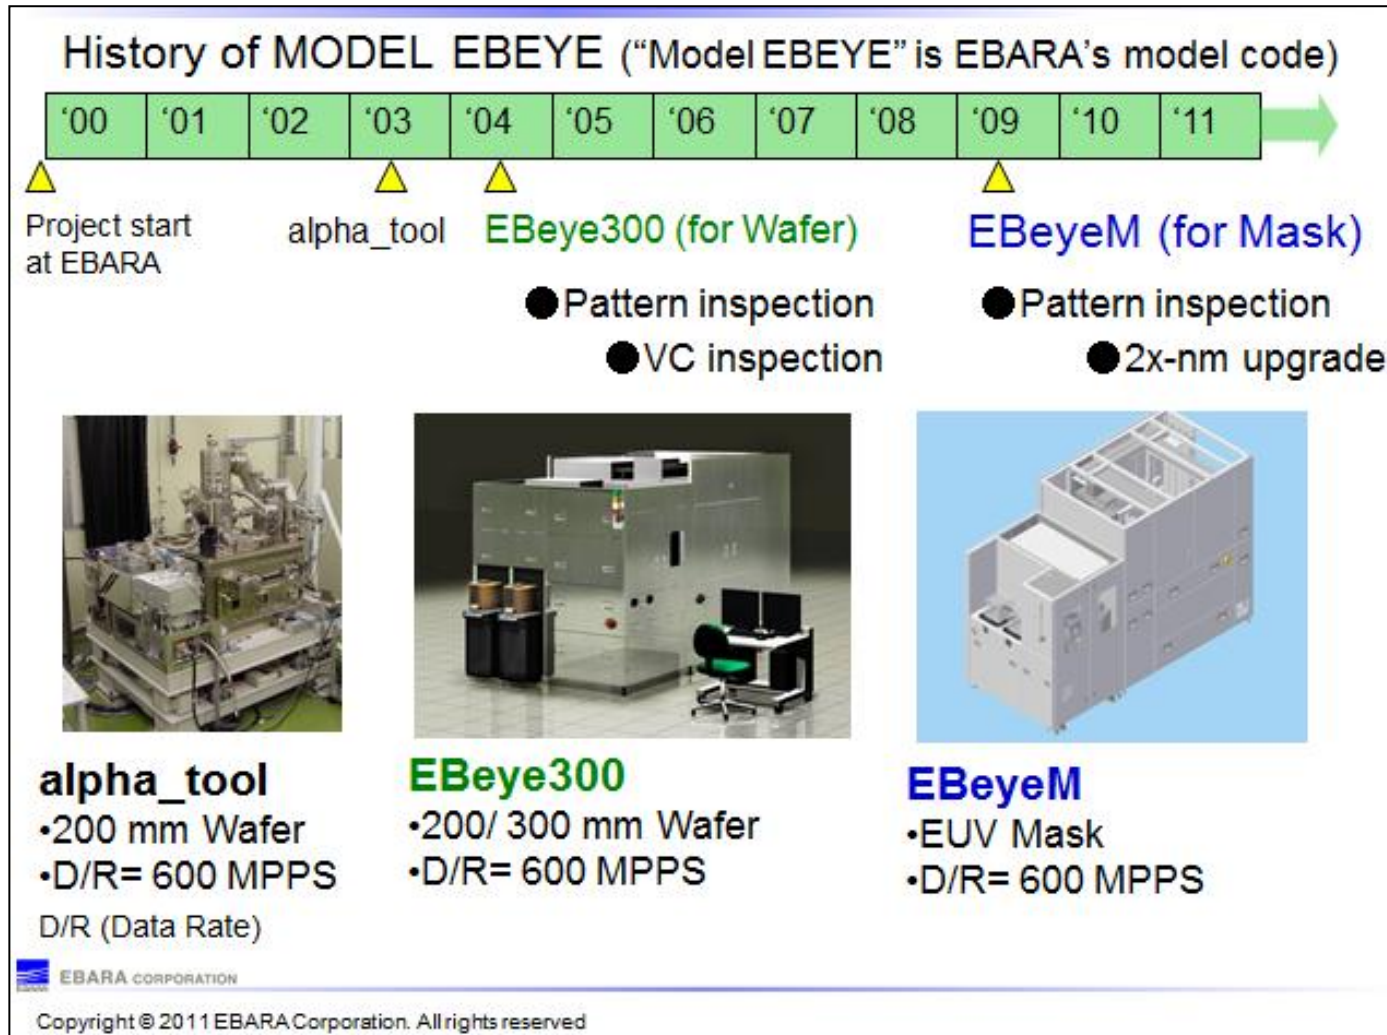 History of MODEL EBEYE (“Model EBEYE” is EBARA’s model code)
‘00 ‘01 ‘02 ‘03 ‘04 ‘05 ‘06 ‘07 ‘08 ‘09 ‘10 ‘11
Project start
at EBARA
alpha_tool
EBeye300 (for Wafer)
●Pattern inspection
●VC inspection
EBeyeM (for Mask)
●Pattern inspection
●2x-nm upgrade
alpha_tool
•200 mm Wafer
•D/R= 600 MPPS
D/R (Data Rate)
EBeye300
•200/ 300 mm Wafer
•D/R= 600 MPPS
EBeyeM
•EUV Mask
•D/R= 600 MPPS
EBARA CORPORATION
Copyright © 2011 EBARA Corporation. All rights reserved